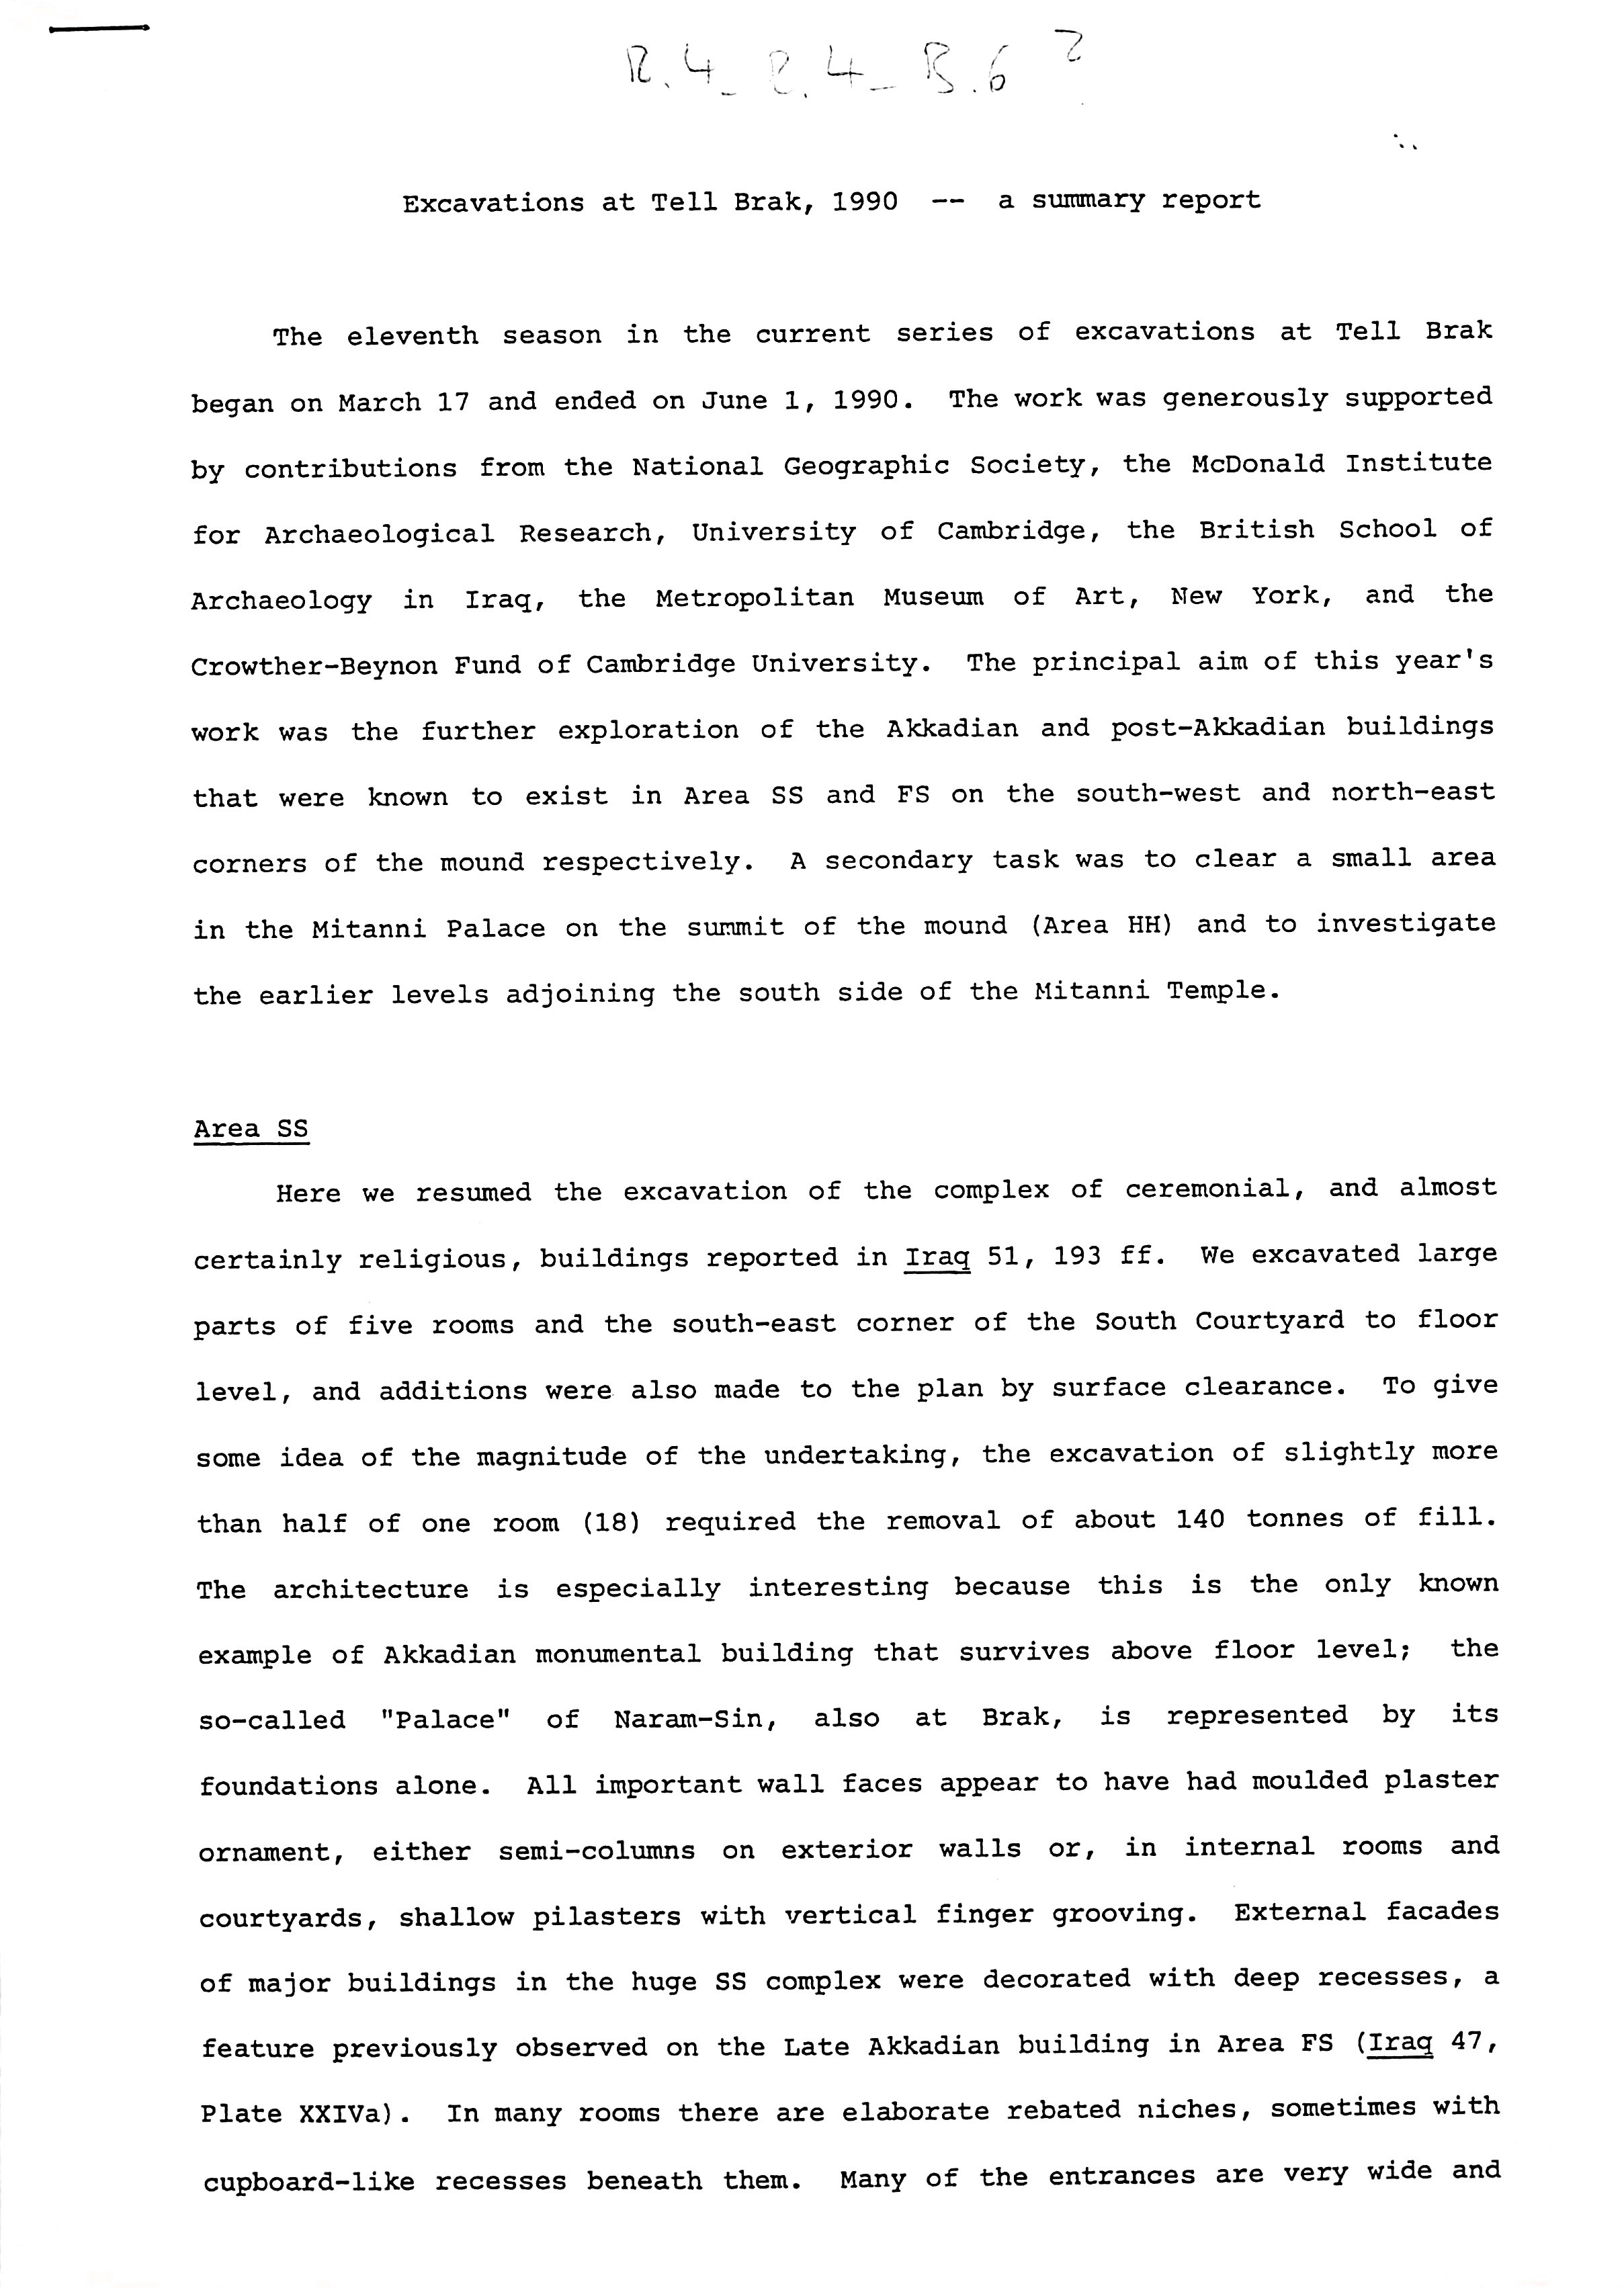 Excavations at Tell Brak, 1990 -- a summary report
The eleventh season in the current series of excavations at Tell Brak
began on March 17 and ended on June 1, 1990. The work was generously supported
by contributions from the National Geographic Society, the McDonald Institute
for Archaeological Research, University of Cambridge, the British School of
Archaeology in Iraq, the Metropolitan Museum of Art, New York, and the
Crowther-Beynon Fund of Cambridge University. The principal aim of this year's
work was the further exploration of the Akkadian and post-Akkadian buildings
that were known to exist in Area SS and FS on the south-west and north-east
corners of the mound respectively. A secondary task was to clear a small area
in the Mitanni Palace on the summit of the mound (Area HH) and to investigate
the earlier levels adjoining the south side of the Mitanni Temple.
Area SS
Here we resumed the excavation of the complex of ceremonial, and almost
certainly religious, buildings reported in Iraq 51, 193 ff. We excavated large
parts of five rooms and the south-east corner of the South Courtyard to floor
level, and additions were also made to the plan by surface clearance. To give
some idea of the magnitude of the undertaking, the excavation of slightly more
than half of one room (18) required the removal of about 140 tonnes of fill.
The architecture is especially interesting because this is the only known
example of Akkadian monumental building that survives above floor level; the
so-called "Palace" of Naram-Sin, also at Brak, is represented by its
foundations alone. All important wall faces appear to have had moulded plaster
ornament, either semi-columns on exterior walls or, in internal rooms and
courtyards, shallow pilasters with vertical finger grooving. External facades
of major buildings in the huge SS complex were decorated with deep recesses, a
feature previously observed on the Late Akkadian building in Area FS (Iraq 47,
Plate XXIVa). In many rooms there are elaborate rebated niches, sometimes with
cupboard-like recesses beneath them. Many of the entrances are very wide and